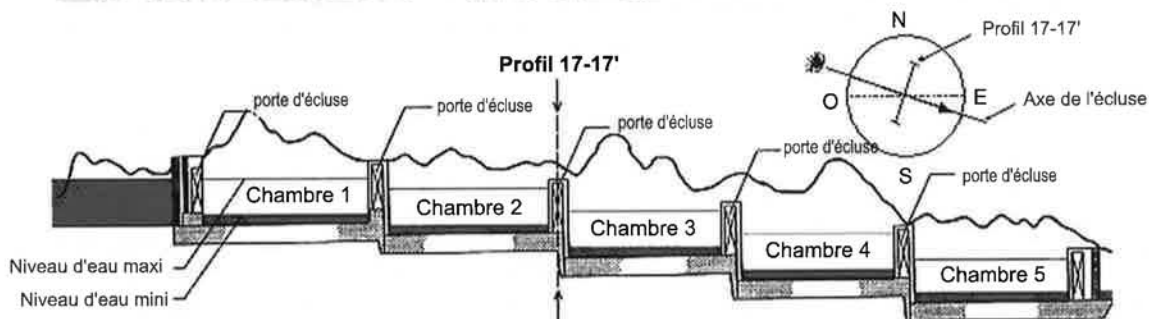 N
Profil 17-17'
O
E
Axe de l'écluse
S
Profil 17-17'
porte d'écluse
porte d'écluse
porte d'écluse
porte d'écluse
porte d'écluse
Chambre 1
Chambre 2
Chambre 3
Chambre 4
Chambre 5
Niveau d'eau maxi
Niveau d'eau mini